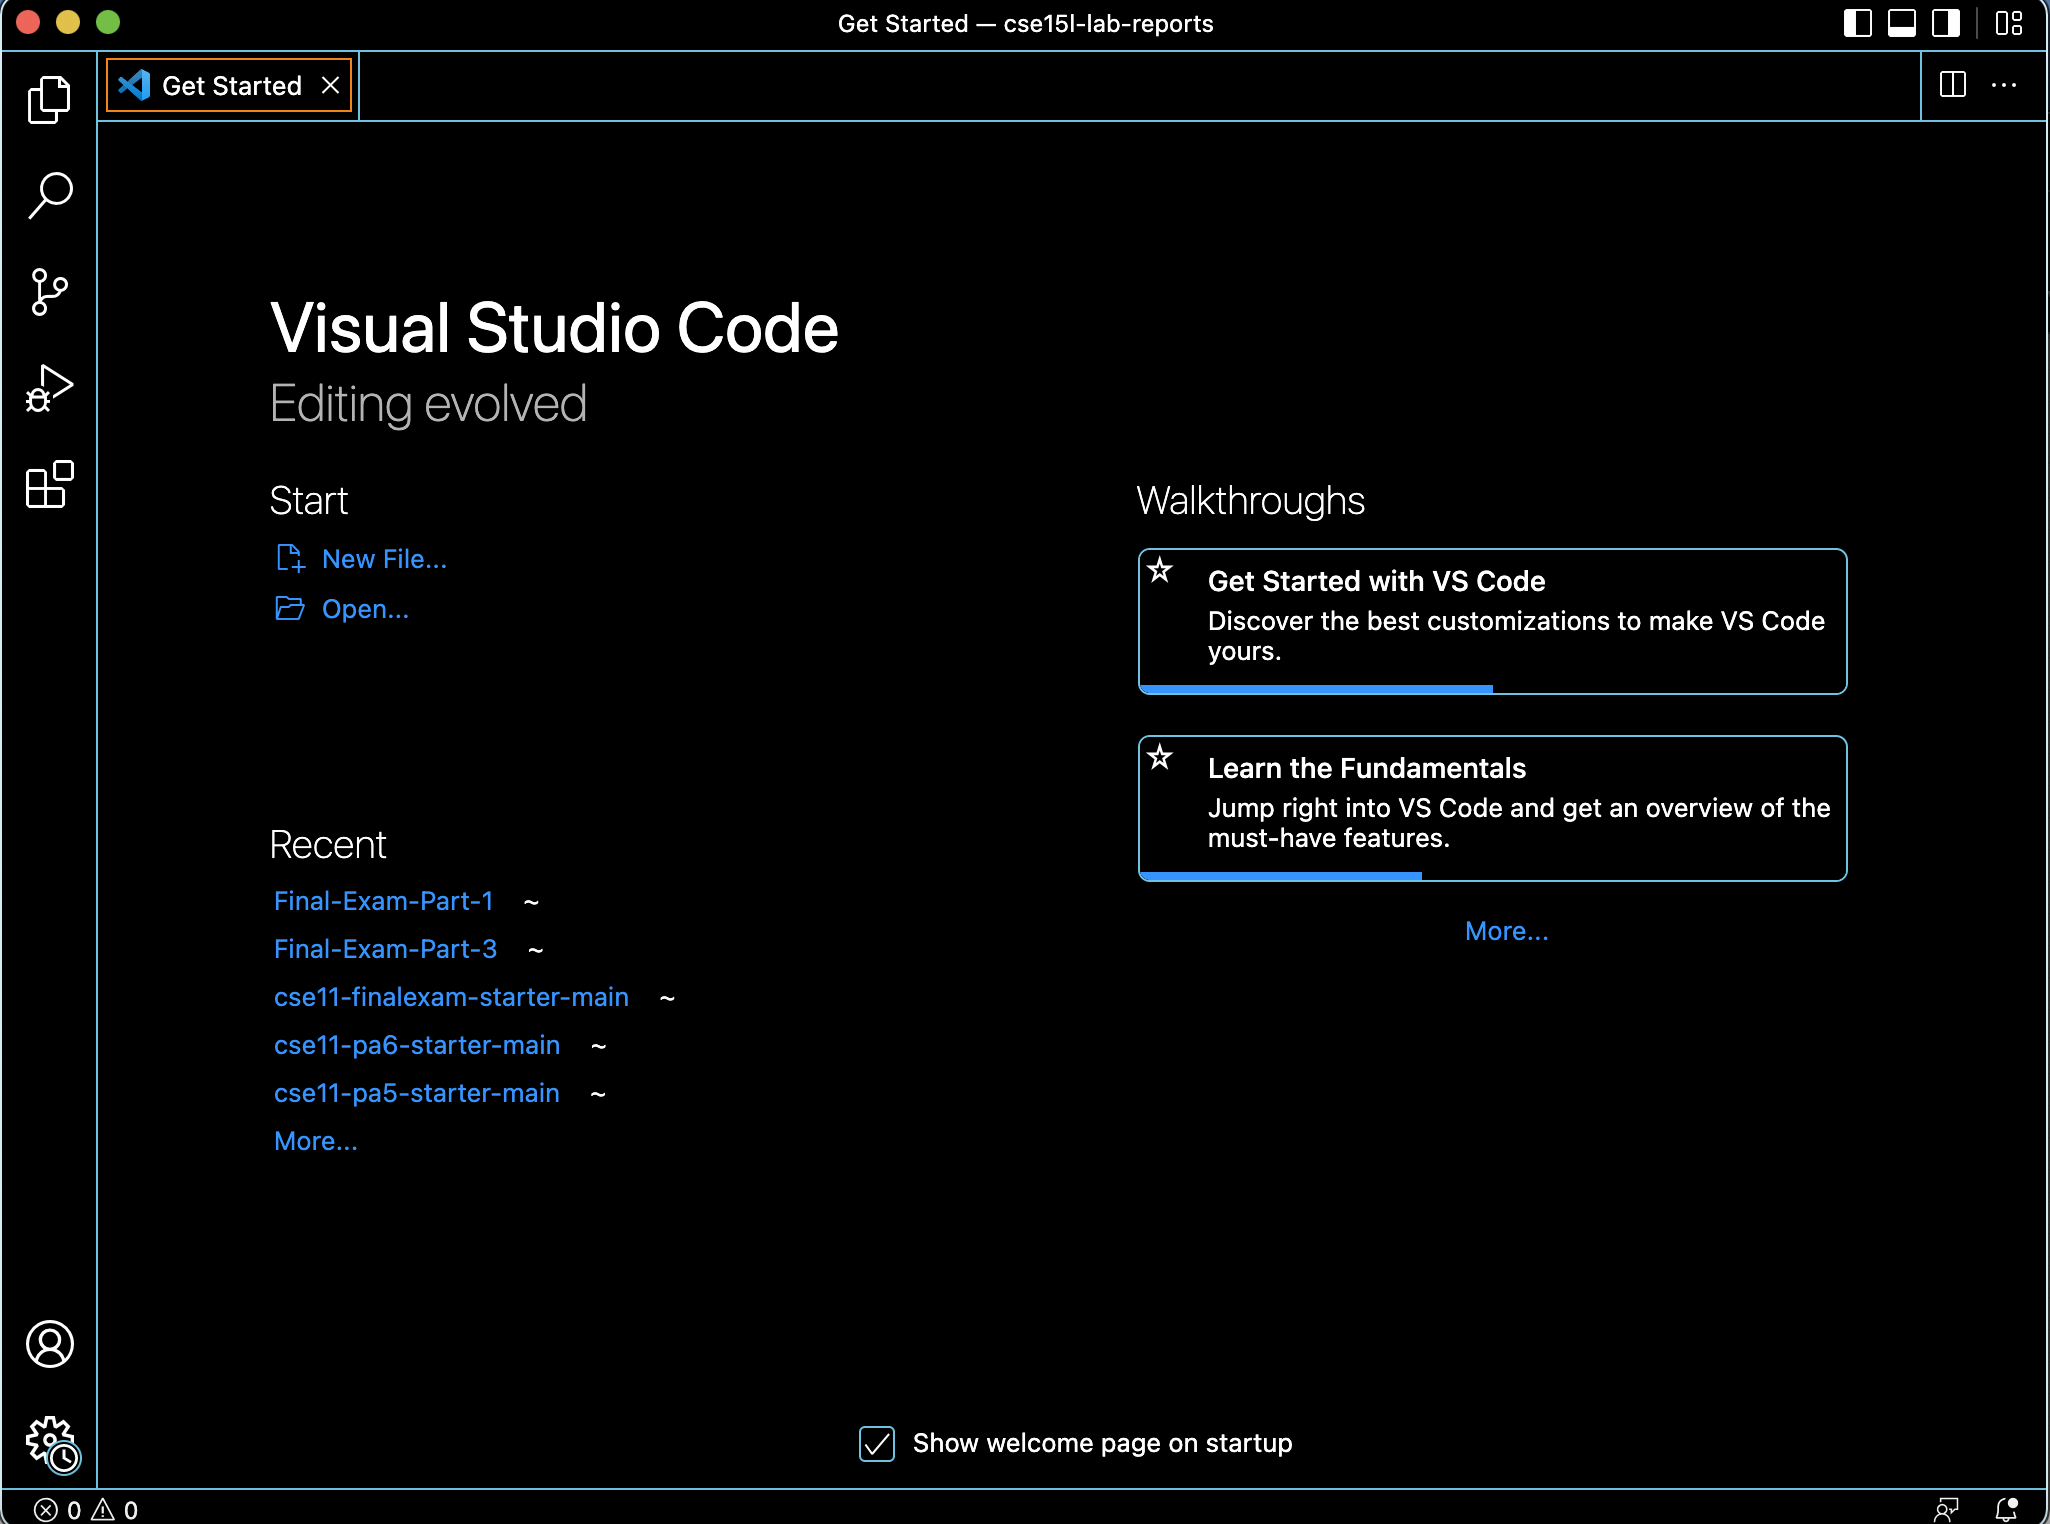 Get Started — cse15l-lab-reports
Get Started
Visual Studio Code
Editing evolved
Start
New File...
Open...
Recent
Final-Exam-Part-1 ~
Final-Exam-Part-3 ~
cse11-finalexam-starter-main ~
cse11-pa6-starter-main ~
cse11-pa5-starter-main ~
More...
Walkthroughs
Get Started with VS Code
Discover the best customizations to make VS Code
yours.
Learn the Fundamentals
Jump right into VS Code and get an overview of the
must-have features.
More...
Show welcome page on startup
0 0